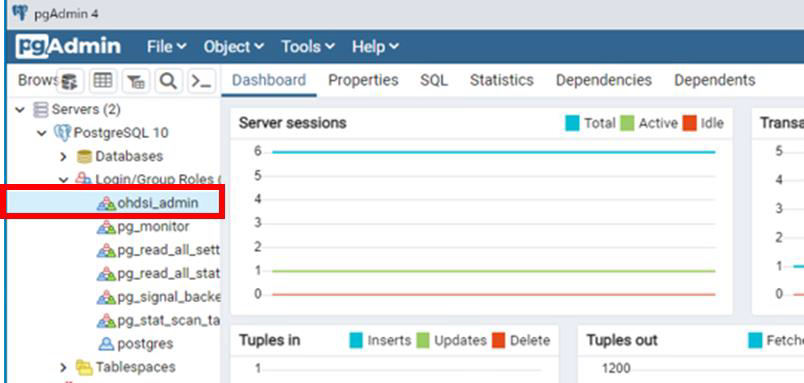 pgAdmin 4
pgAdmin File Object Tools Help
Brows Dashboard Properties SQL Statistics Dependencies Dependents
Servers (2)
PostgreSQL 10
Databases
Login/Group Roles (
ohdsi_admin
pg_monitor
pg_read_all_sett
pg_read_all_stat
pg_signal_backe
pg_stat_scan_ta
postgres
Tablespaces
Server sessions Total Active Idle
6
5
4
3
2
1
0
Transa
5
4
3
2
1
0
Tuples in Inserts Updates Delete
1
Tuples out Fetche
1200